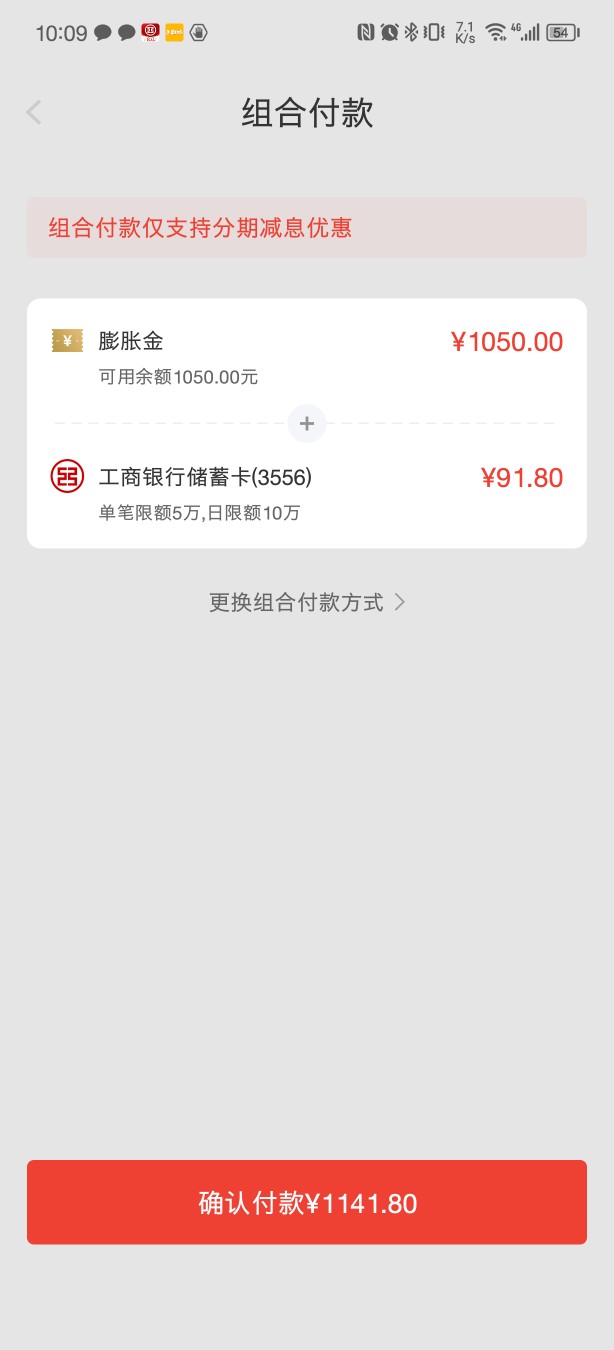 10:09 7.1 K/s 4G 54
组合付款
组合付款仅支持分期减息优惠
膨胀金 ¥1050.00
可用余额1050.00元
+
工商银行储蓄卡(3556) ¥91.80
单笔限额5万,日限额10万
更换组合付款方式
确认付款¥1141.80